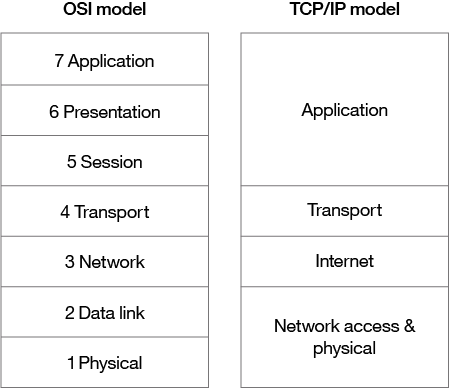 OSI model
TCP/IP model
7 Application
6 Presentation
5 Session
4 Transport
3 Network
2 Data link
1 Physical
Application
Transport
Internet
Network access &
physical